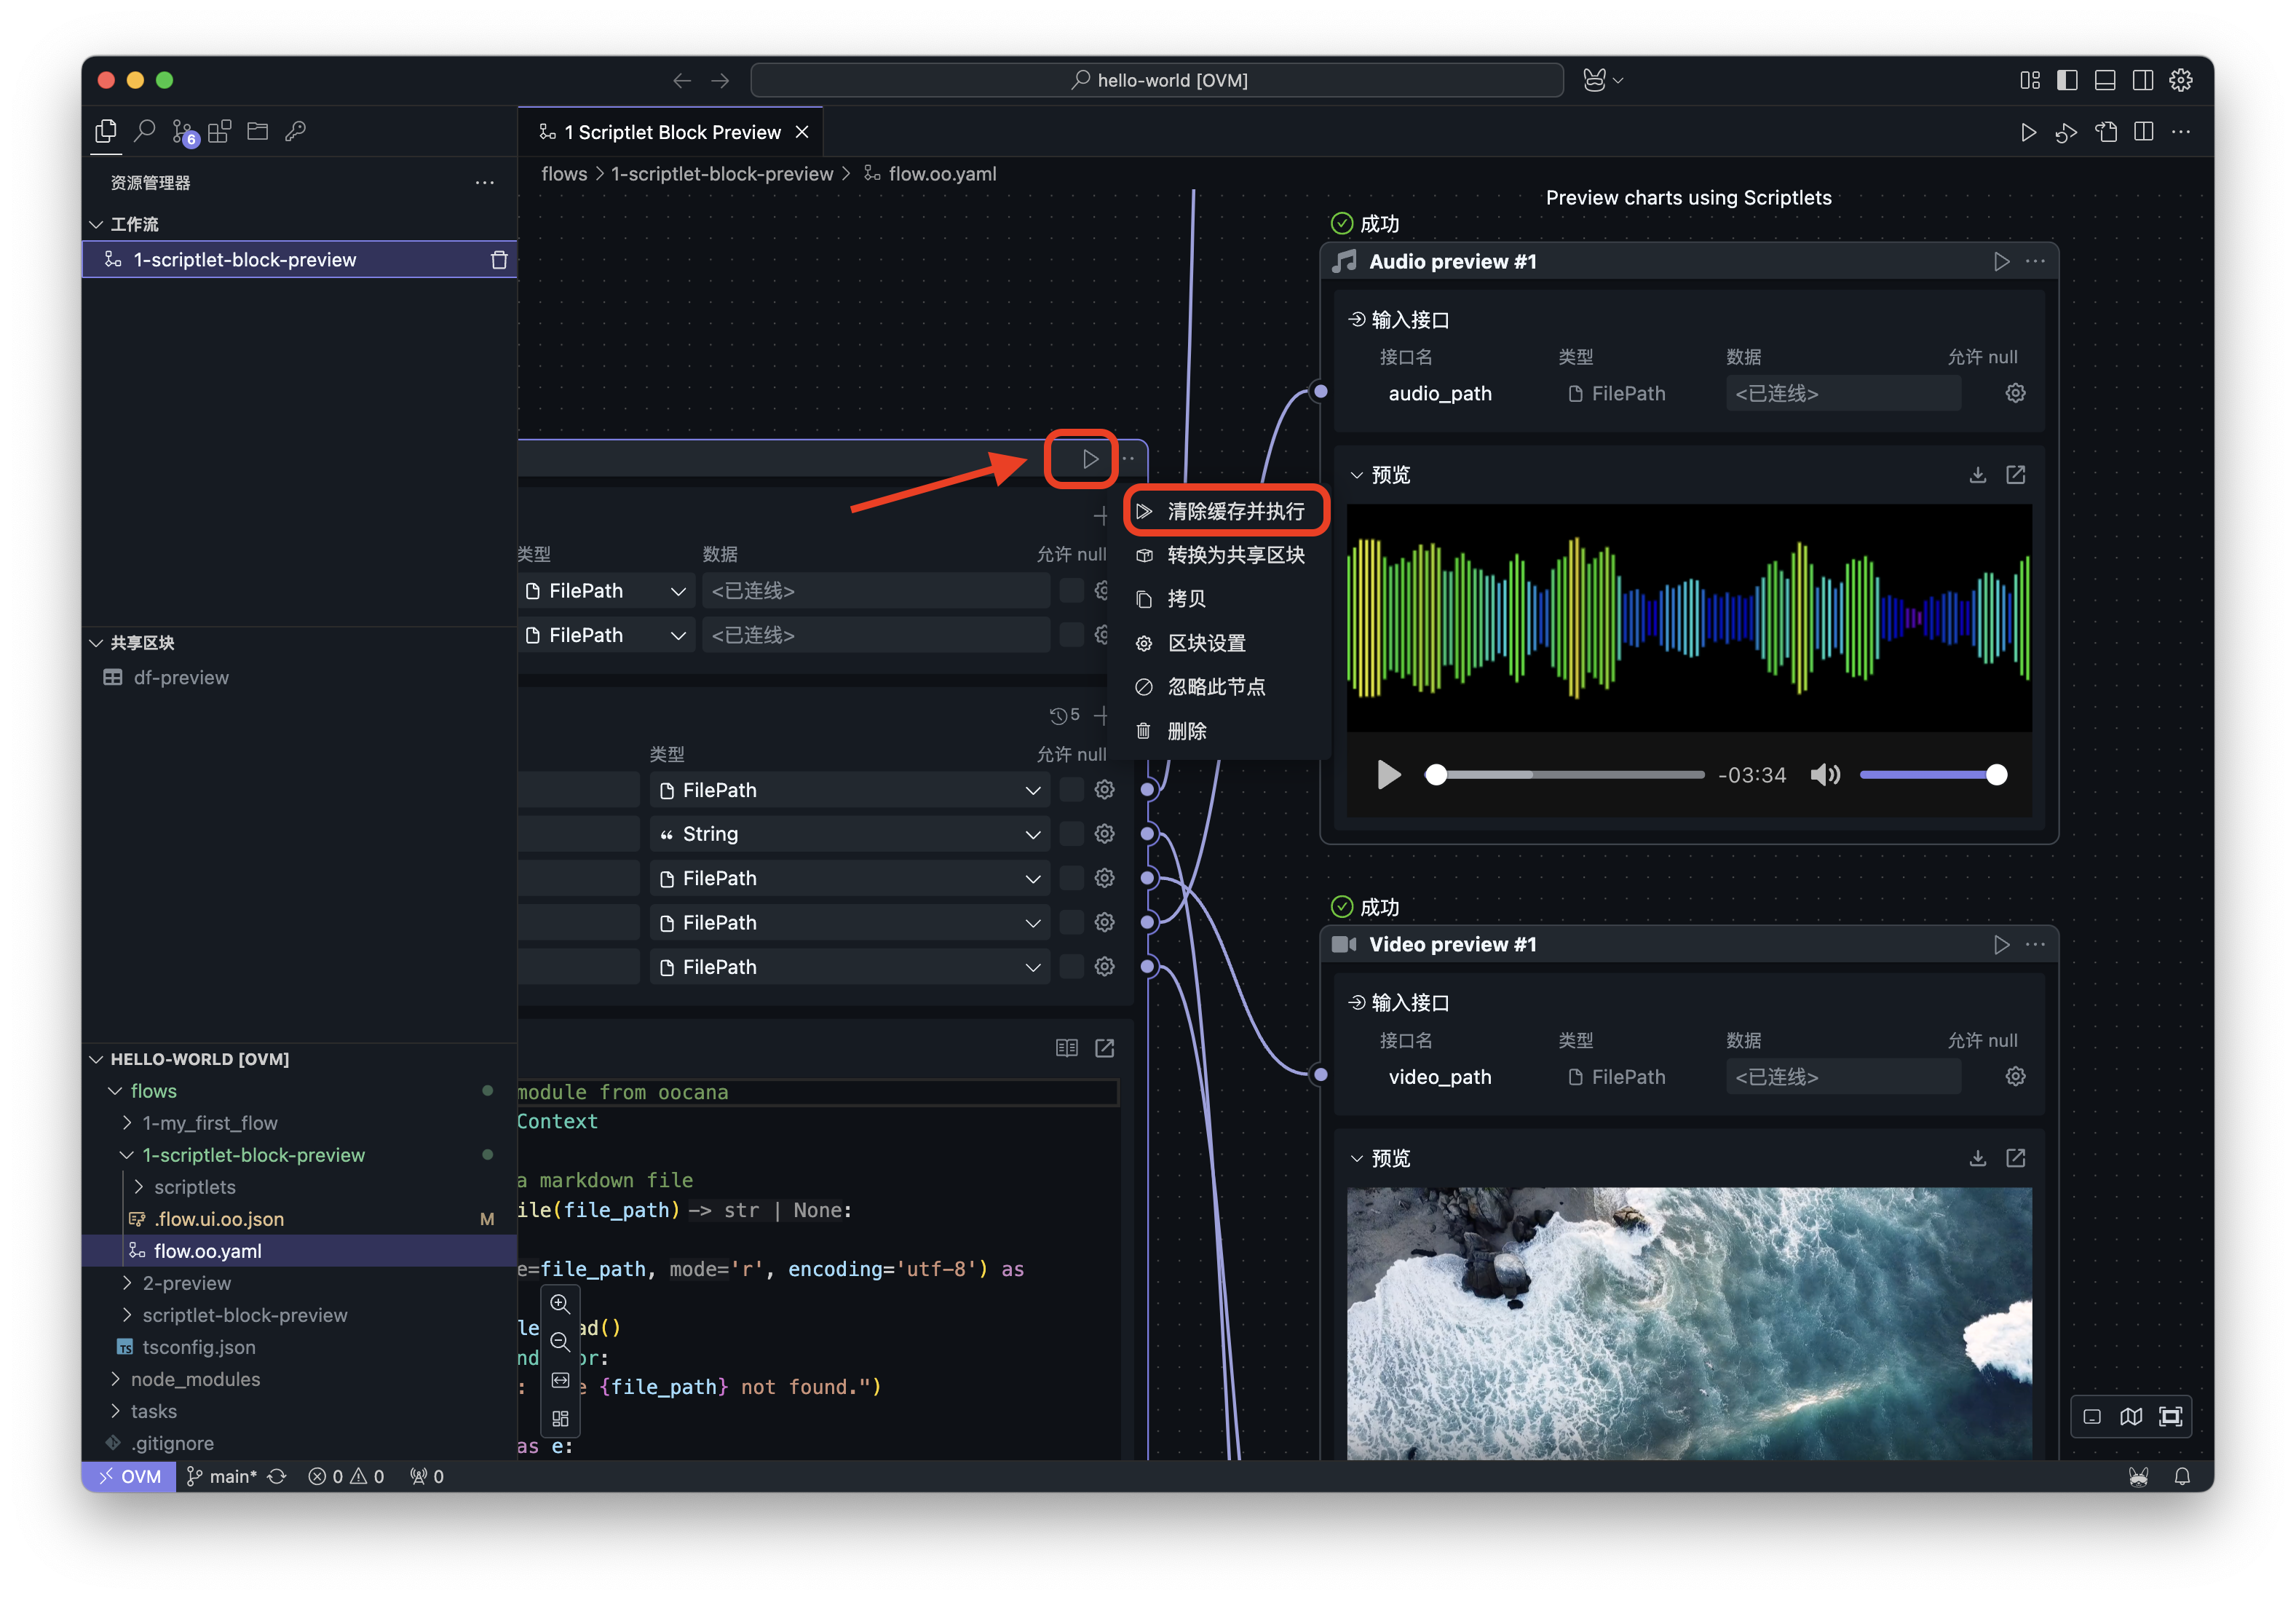 hello-world [OVM]
6
1 Scriptlet Block Preview
flows > 1-scriptlet-block-preview > flow.oo.yaml
资源管理器
工作流
1-scriptlet-block-preview
共享区块
df-preview
HELLO-WORLD [OVM]
flows
1-my_first_flow
1-scriptlet-block-preview
scriptlets
.flow.ui.oo.json M
flow.oo.yaml
2-preview
scriptlet-block-preview
tsconfig.json
node_modules
tasks
.gitignore
类型 数据 允许 null
FilePath <已连线>
FilePath <已连线>
5
类型 允许 null
FilePath
String
FilePath
FilePath
FilePath
清除缓存并执行
转换为共享区块
拷贝
区块设置
忽略此节点
删除
module from oocana
Context
a markdown file
ile(file_path) -> str | None:
e=file_path, mode='r', encoding='utf-8') as
le ad()
nd or:
: e {file_path} not found.")
as e:
Preview charts using Scriptlets
成功
Audio preview #1
输入接口
接口名 类型 数据 允许 null
audio_path FilePath <已连线>
预览
-03:34
成功
Video preview #1
输入接口
接口名 类型 数据 允许 null
video_path FilePath <已连线>
预览
OVM main* 0 0 0